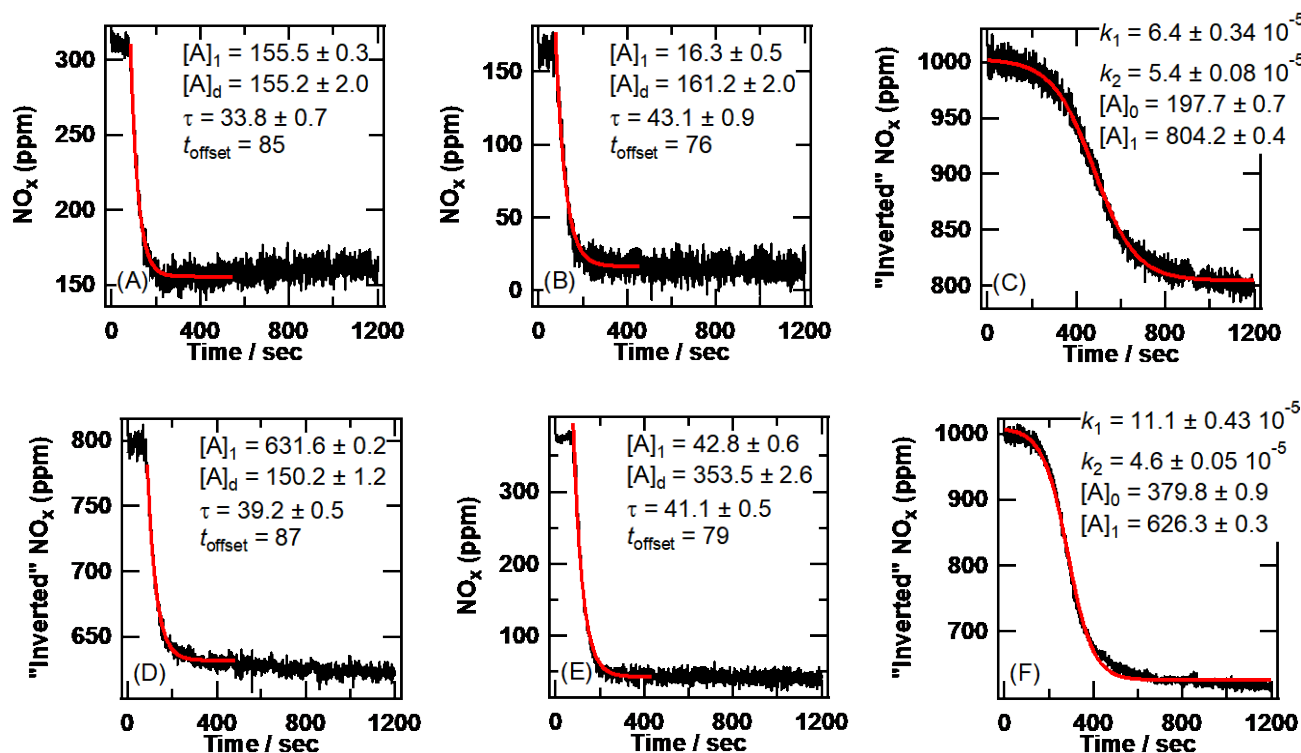 NOx (ppm)
300
250
200
150
[A]1 = 155.5 ± 0.3
[A]d = 155.2 ± 2.0
τ = 33.8 ± 0.7
toffset = 85
(A)
0 400 800 1200
Time / sec
NOx (ppm)
150
100
50
0
[A]1 = 16.3 ± 0.5
[A]d = 161.2 ± 2.0
τ = 43.1 ± 0.9
toffset = 76
(B)
0 400 800 1200
Time / sec
"Inverted" NOx (ppm)
1000
950
900
850
800
k1 = 6.4 ± 0.34 10-5
k2 = 5.4 ± 0.08 10-5
[A]0 = 197.7 ± 0.7
[A]1 = 804.2 ± 0.4
(C)
0 400 800 1200
Time / sec
"Inverted" NOx (ppm)
800
750
700
650
[A]1 = 631.6 ± 0.2
[A]d = 150.2 ± 1.2
τ = 39.2 ± 0.5
toffset = 87
(D)
0 400 800 1200
Time / sec
NOx (ppm)
300
200
100
[A]1 = 42.8 ± 0.6
[A]d = 353.5 ± 2.6
τ = 41.1 ± 0.5
toffset = 79
(E)
0 400 800 1200
Time / sec
"Inverted" NOx (ppm)
1000
900
800
700
k1 = 11.1 ± 0.43 10-5
k2 = 4.6 ± 0.05 10-5
[A]0 = 379.8 ± 0.9
[A]1 = 626.3 ± 0.3
(F)
0 200 400 600 800 1200
Time / sec